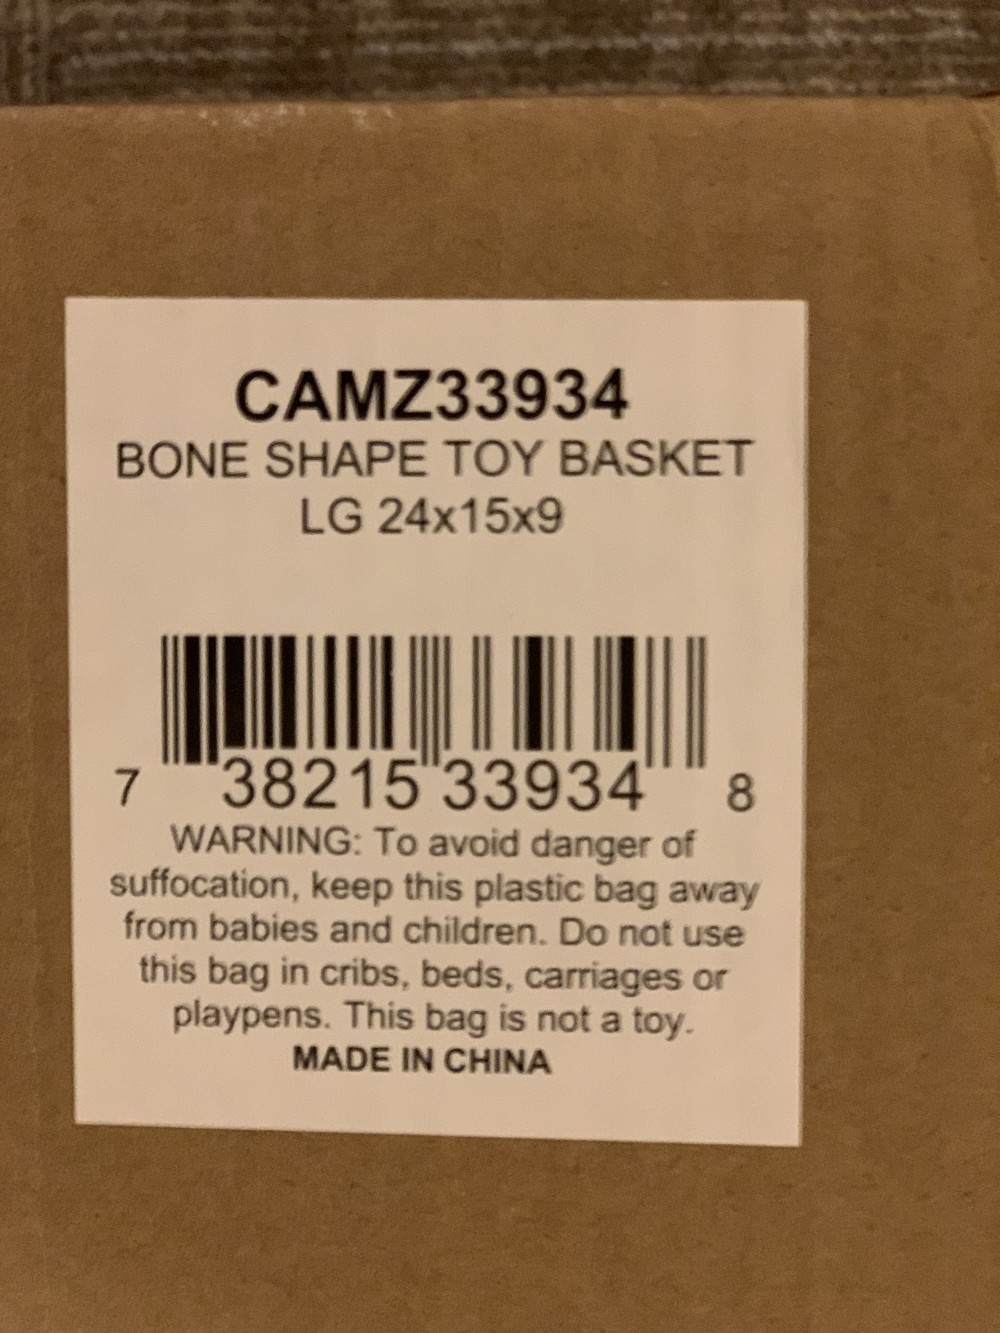 CAMZ33934
BONE SHAPE TOY BASKET
LG 24x15x9
7 38215 33934 8
WARNING: To avoid danger of
suffocation, keep this plastic bag away
from babies and children. Do not use
this bag in cribs, beds, carriages or
playpens. This bag is not a toy.
MADE IN CHINA